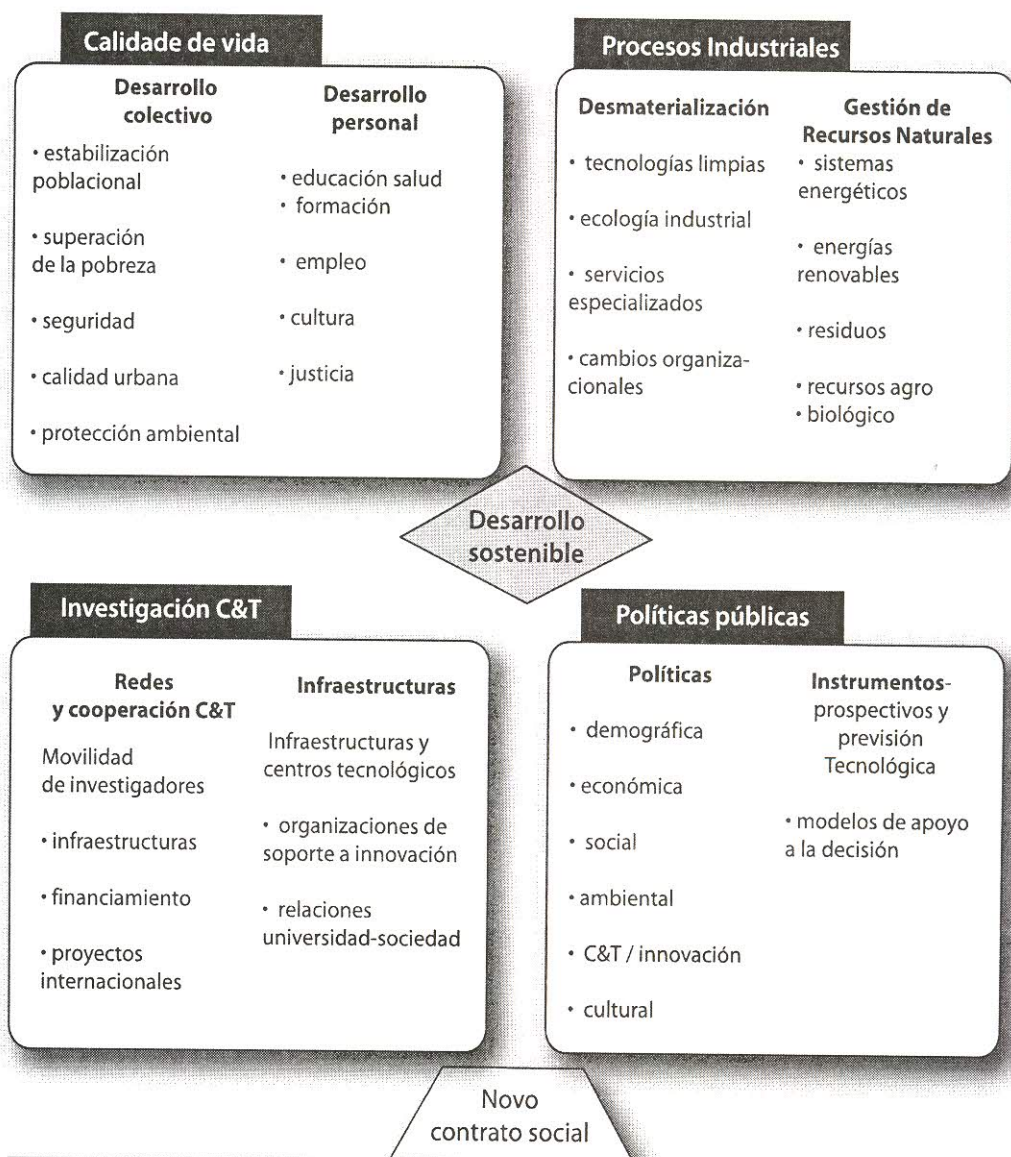 Calidade de vida
Desarrollo
colectivo
• estabilización
poblacional
• superación
de la pobreza
• seguridad
• calidad urbana
• protección ambiental
Desarrollo
personal
• educación salud
• formación
• empleo
• cultura
• justicia
Procesos Industriales
Desmaterialización
• tecnologías limpias
• ecología industrial
• servicios
especializados
• cambios organiza-
cionales
Gestión de
Recursos Naturales
• sistemas
energéticos
• energías
renovables
• residuos
• recursos agro
• biológico
Desarrollo
sostenible
Investigación C&T
Redes
y cooperación C&T
Movilidad
de investigadores
• infraestructuras
• financiamiento
• proyectos
internacionales
Infraestructuras
Infraestructuras y
centros tecnológicos
• organizaciones de
soporte a innovación
• relaciones
universidad-sociedad
Políticas públicas
Políticas
• demográfica
• económica
• social
• ambiental
• C&T / innovación
• cultural
Instrumentos-
prospectivos y
previsión
Tecnológica
• modelos de apoyo
a la decisión
Novo
contrato social